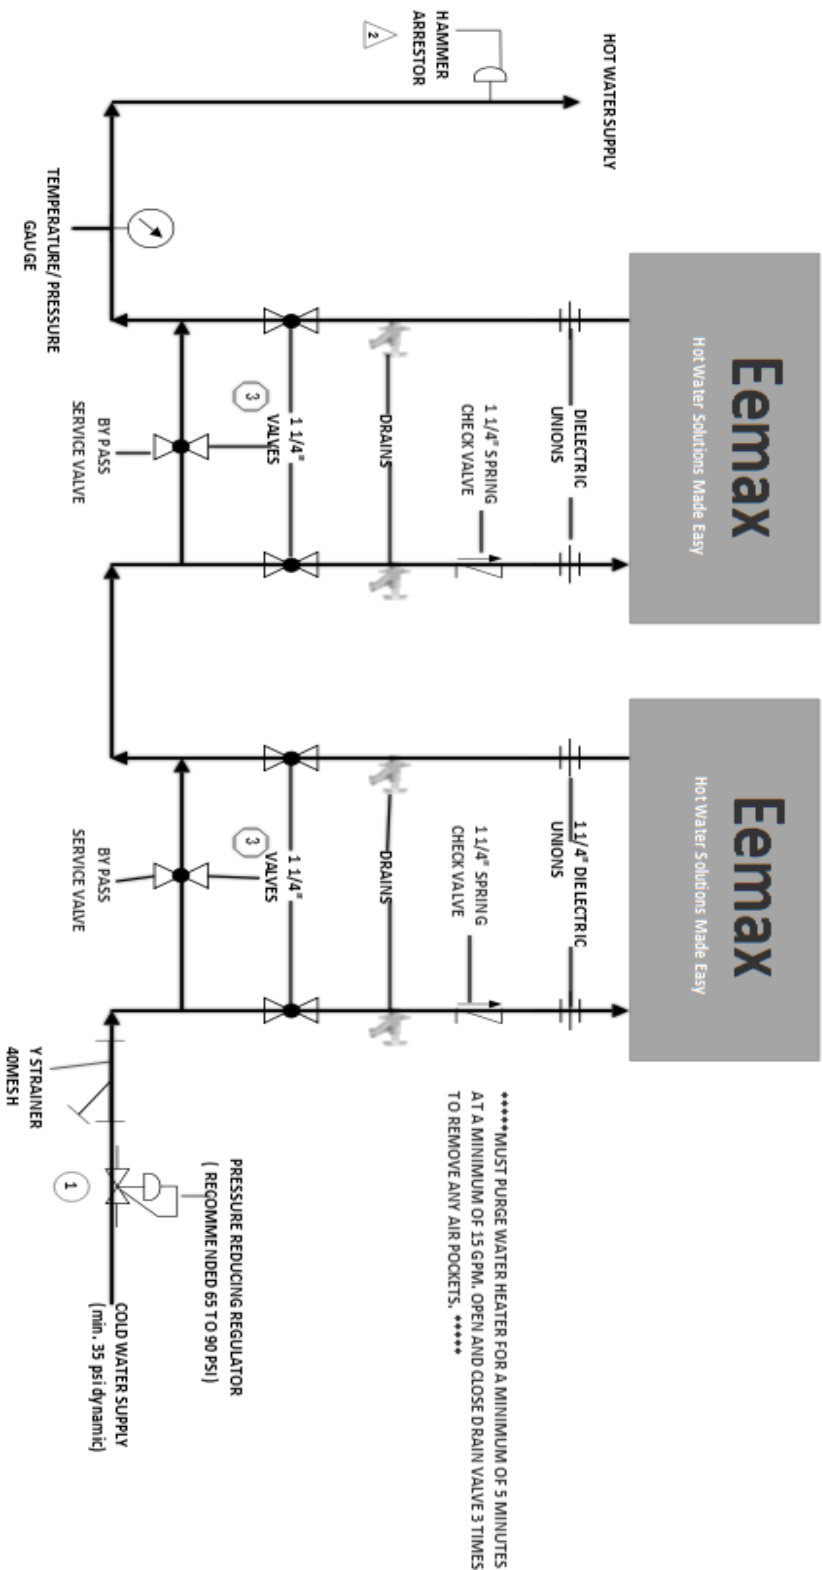 Eemax
Hot Water Solutions Made Easy
Eemax
Hot Water Solutions Made Easy
HOT WATER SUPPLY
DIELECTRIC
UNIONS
1 1/4" DIELECTRIC
UNIONS
*****MUST PURGE WATER HEATER FOR A MINIMUM OF 5 MINUTES
AT A MINIMUM OF 15 GPM. OPEN AND CLOSE DRAIN VALVE 3 TIMES
TO REMOVE ANY AIR POCKETS. *****
HAMMER
ARRESTOR
2
1 1/4" SPRING
CHECK VALVE
1 1/4" SPRING
CHECK VALVE
DRAINS
DRAINS
1 1/4"
VALVES
3
1 1/4"
VALVES
3
PRESSURE REDUCING REGULATOR
( RECOMMENDED 65 TO 90 PSI)
BY PASS
SERVICE VALVE
BY PASS
SERVICE VALVE
1
COLD WATER SUPPLY
(min. 35 psi dynamic)
TEMPERATURE/ PRESSURE
GAUGE
Y STRAINER
40MESH